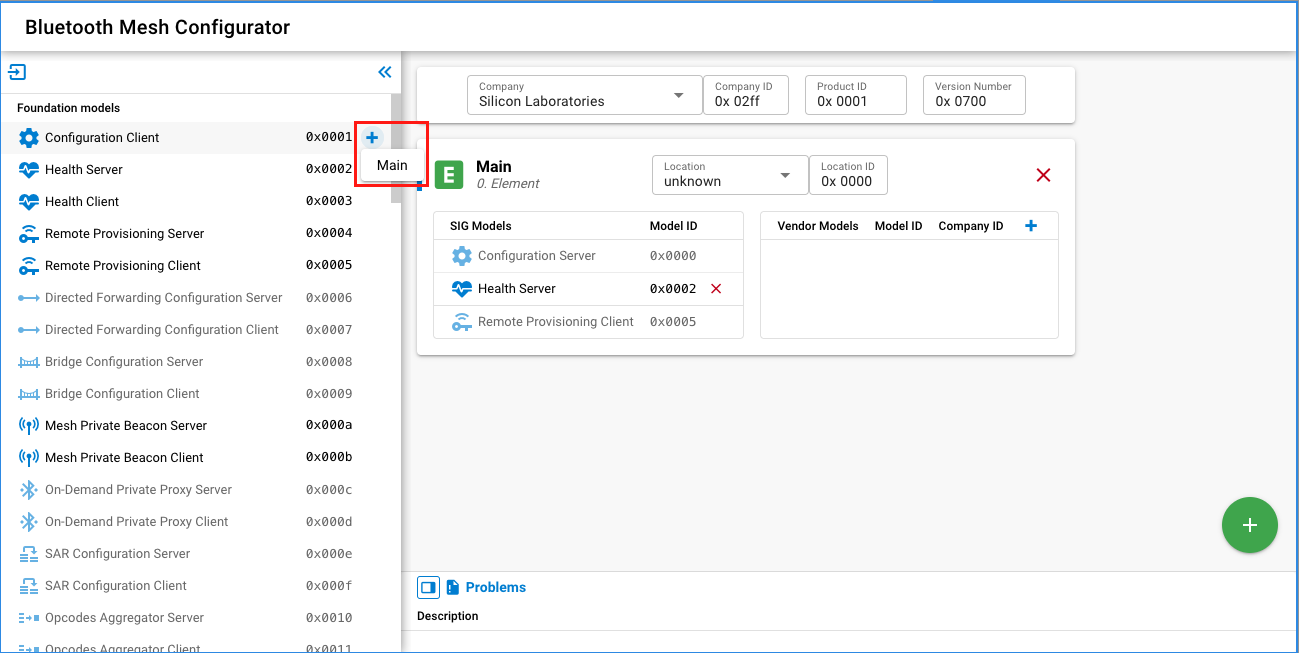 Bluetooth Mesh Configurator
Foundation models
Configuration Client 0x0001 +
Main
Health Server 0x0002
Health Client 0x0003
Remote Provisioning Server 0x0004
Remote Provisioning Client 0x0005
Directed Forwarding Configuration Server 0x0006
Directed Forwarding Configuration Client 0x0007
Bridge Configuration Server 0x0008
Bridge Configuration Client 0x0009
Mesh Private Beacon Server 0x000a
Mesh Private Beacon Client 0x000b
On-Demand Private Proxy Server 0x000c
On-Demand Private Proxy Client 0x000d
SAR Configuration Server 0x000e
SAR Configuration Client 0x000f
Opcodes Aggregator Server 0x0010
Opcodes Aggregator Client 0x0011
Company
Silicon Laboratories
Company ID
0x 02ff
Product ID
0x 0001
Version Number
0x 0700
E
Main
0. Element
Location
unknown
Location ID
0x 0000
SIG Models Model ID
Configuration Server 0x0000
Health Server 0x0002
Remote Provisioning Client 0x0005
Vendor Models Model ID Company ID +
+
Problems
Description